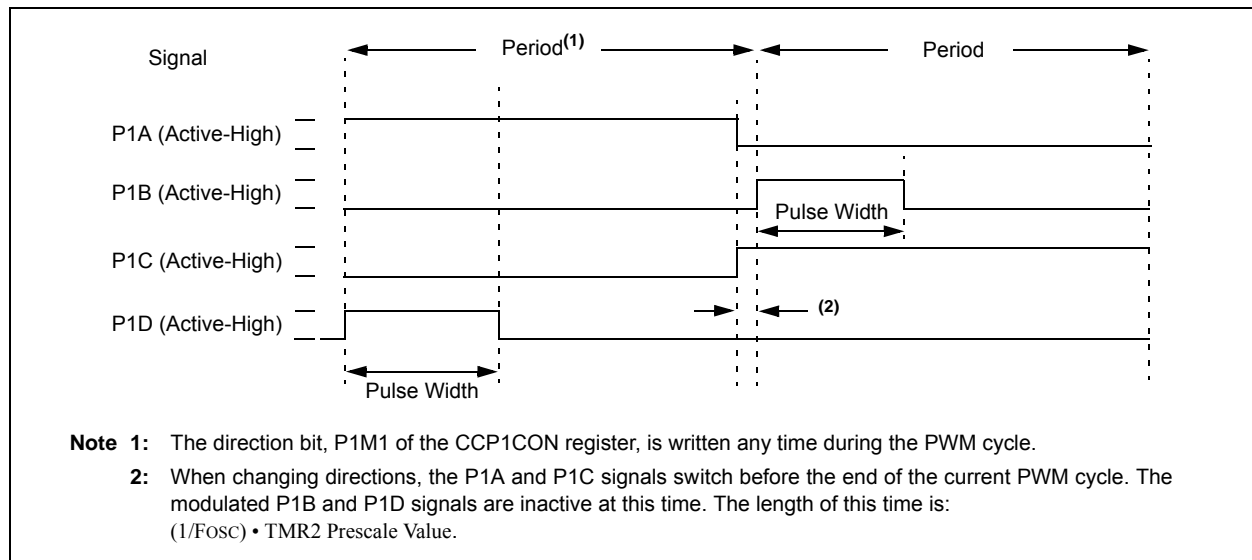 Signal
Period(1)
Period
P1A (Active-High)
P1B (Active-High)
Pulse Width
P1C (Active-High)
(2)
P1D (Active-High)
Pulse Width
Note 1: The direction bit, P1M1 of the CCP1CON register, is written any time during the PWM cycle.
2: When changing directions, the P1A and P1C signals switch before the end of the current PWM cycle. The
modulated P1B and P1D signals are inactive at this time. The length of this time is:
(1/FOSC) • TMR2 Prescale Value.